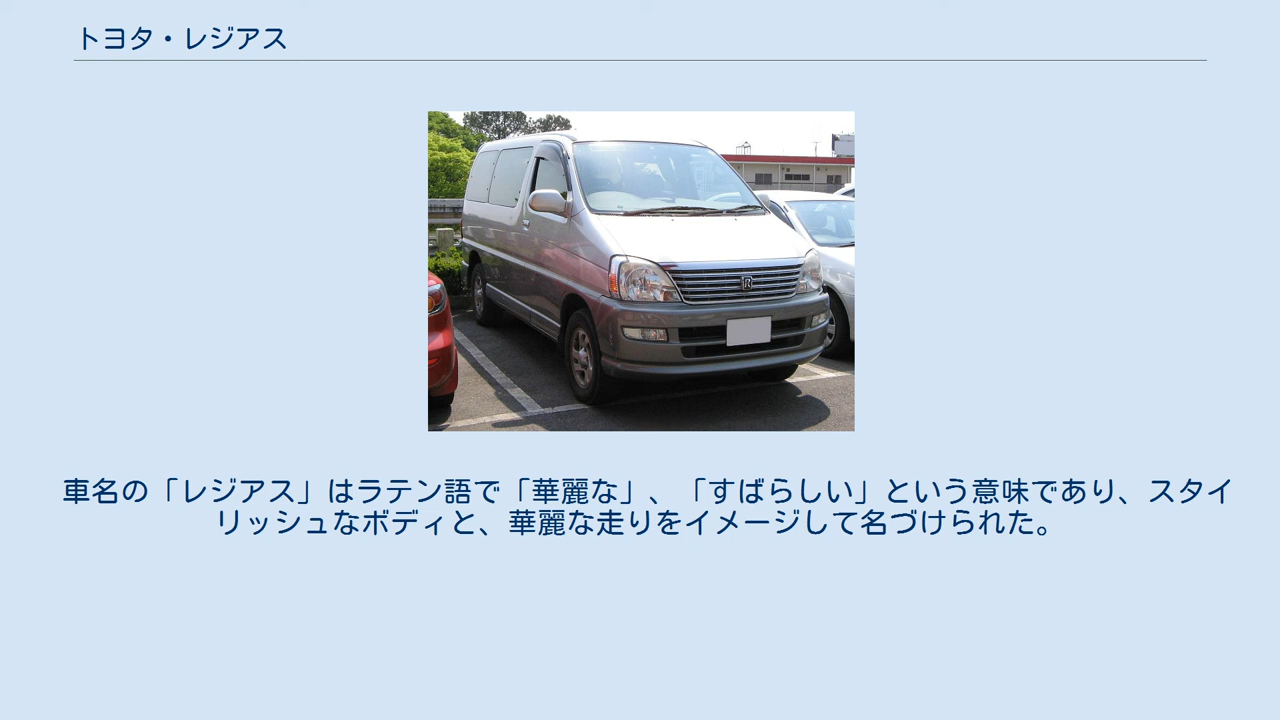 トヨタ・レジアス
車名の「レジアス」はラテン語で「華麗な」、「すばらしい」という意味であり、スタイ
リッシュなボディと、華麗な走りをイメージして名づけられた。